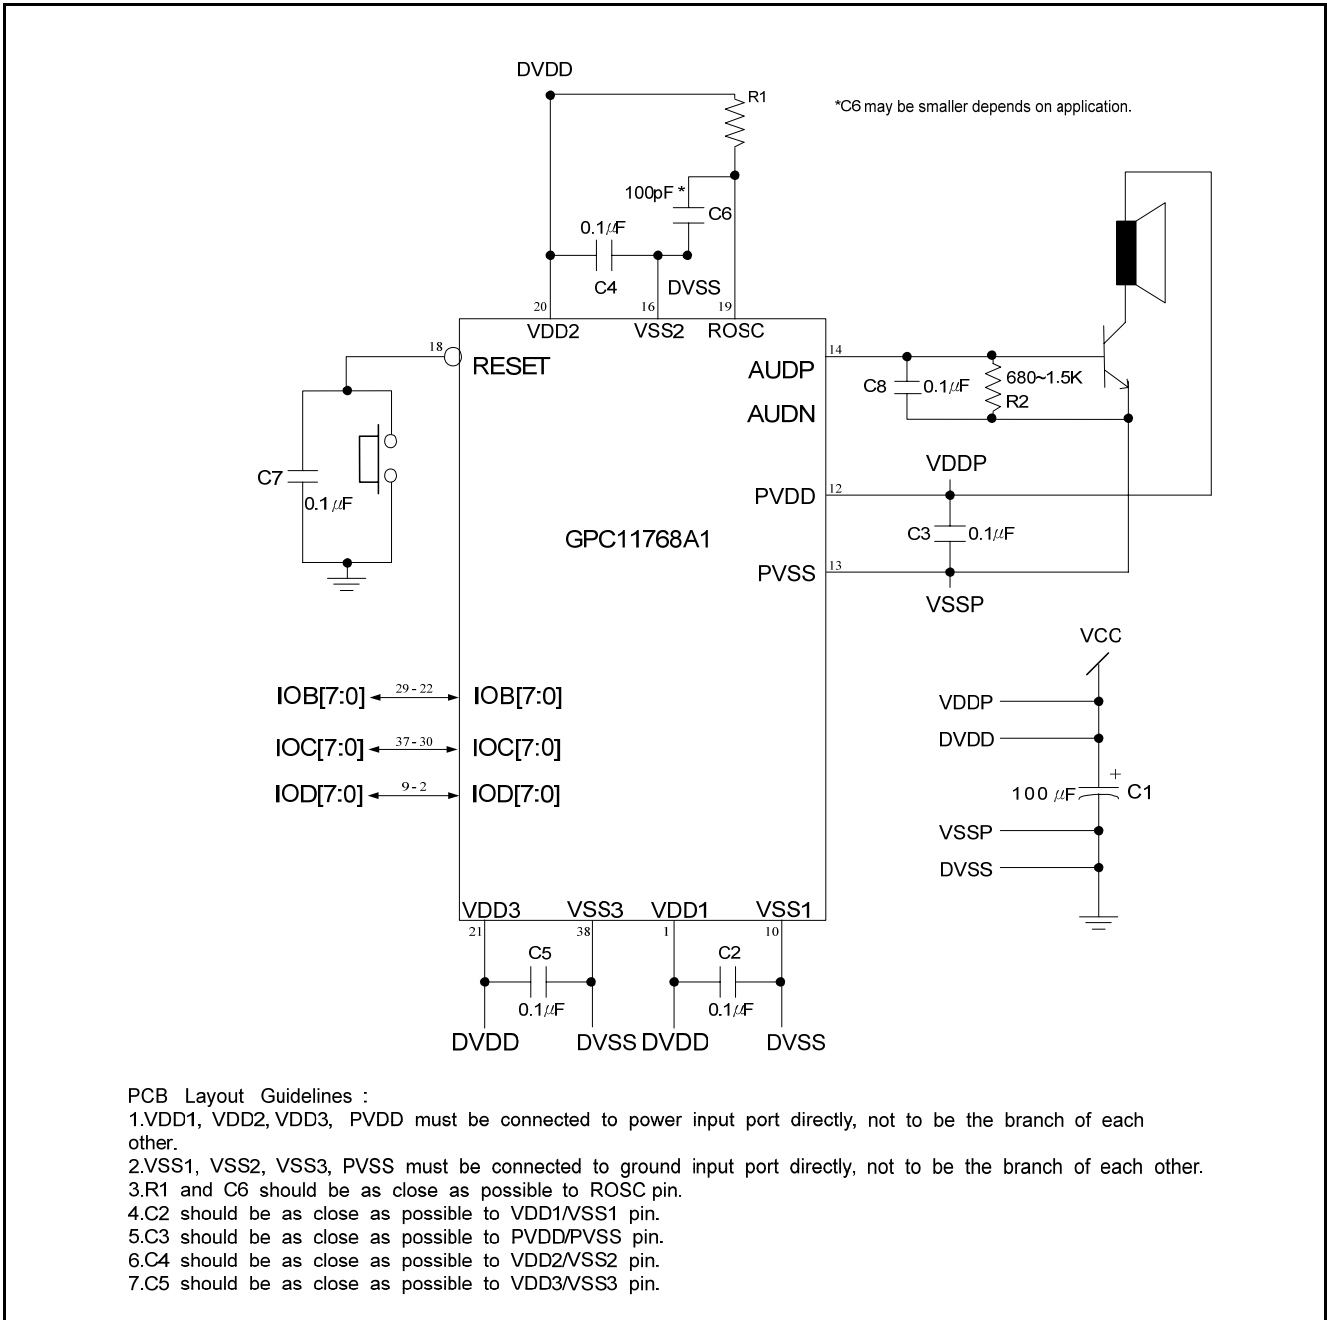 DVDD
R1
*C6 may be smaller depends on application.
100pF *
C6
0.1μF
C4
DVSS
20
16
19
VDD2
VSS2
ROSC
18
RESET
14
AUDP
AUDN
C8
0.1μF
680~1.5K
R2
C7
0.1μF
VDDP
12
PVDD
C3
0.1μF
GPC11768A1
13
PVSS
VSSP
VCC
VDDP
DVDD
+
100 μF
C1
VSSP
DVSS
IOB[7:0]
29 - 22
IOB[7:0]
IOC[7:0]
37 - 30
IOC[7:0]
IOD[7:0]
9 - 2
IOD[7:0]
VDD3
VSS3
VDD1
VSS1
21
38
1
10
C5
C2
0.1μF
0.1μF
DVDD
DVSS
DVDD
DVSS
PCB Layout Guidelines :
1.VDD1, VDD2, VDD3, PVDD must be connected to power input port directly, not to be the branch of each
other.
2.VSS1, VSS2, VSS3, PVSS must be connected to ground input port directly, not to be the branch of each other.
3.R1 and C6 should be as close as possible to ROSC pin.
4.C2 should be as close as possible to VDD1/VSS1 pin.
5.C3 should be as close as possible to PVDD/PVSS pin.
6.C4 should be as close as possible to VDD2/VSS2 pin.
7.C5 should be as close as possible to VDD3/VSS3 pin.